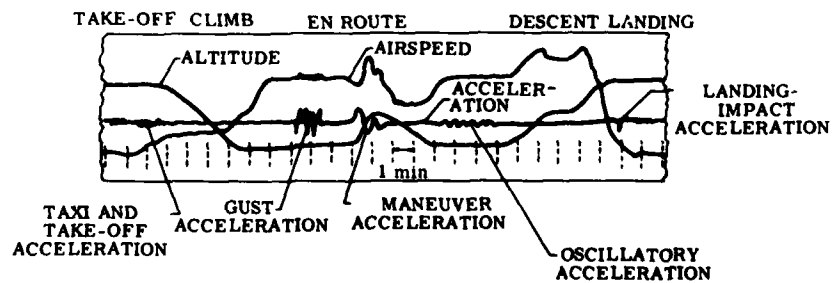 TAKE-OFF CLIMB EN ROUTE DESCENT LANDING
ALTITUDE
AIRSPEED
ACCELER-
ATION
LANDING-
IMPACT
ACCELERATION
1 min
TAXI AND
TAKE-OFF
ACCELERATION
GUST
ACCELERATION
MANEUVER
ACCELERATION
OSCILLATORY
ACCELERATION